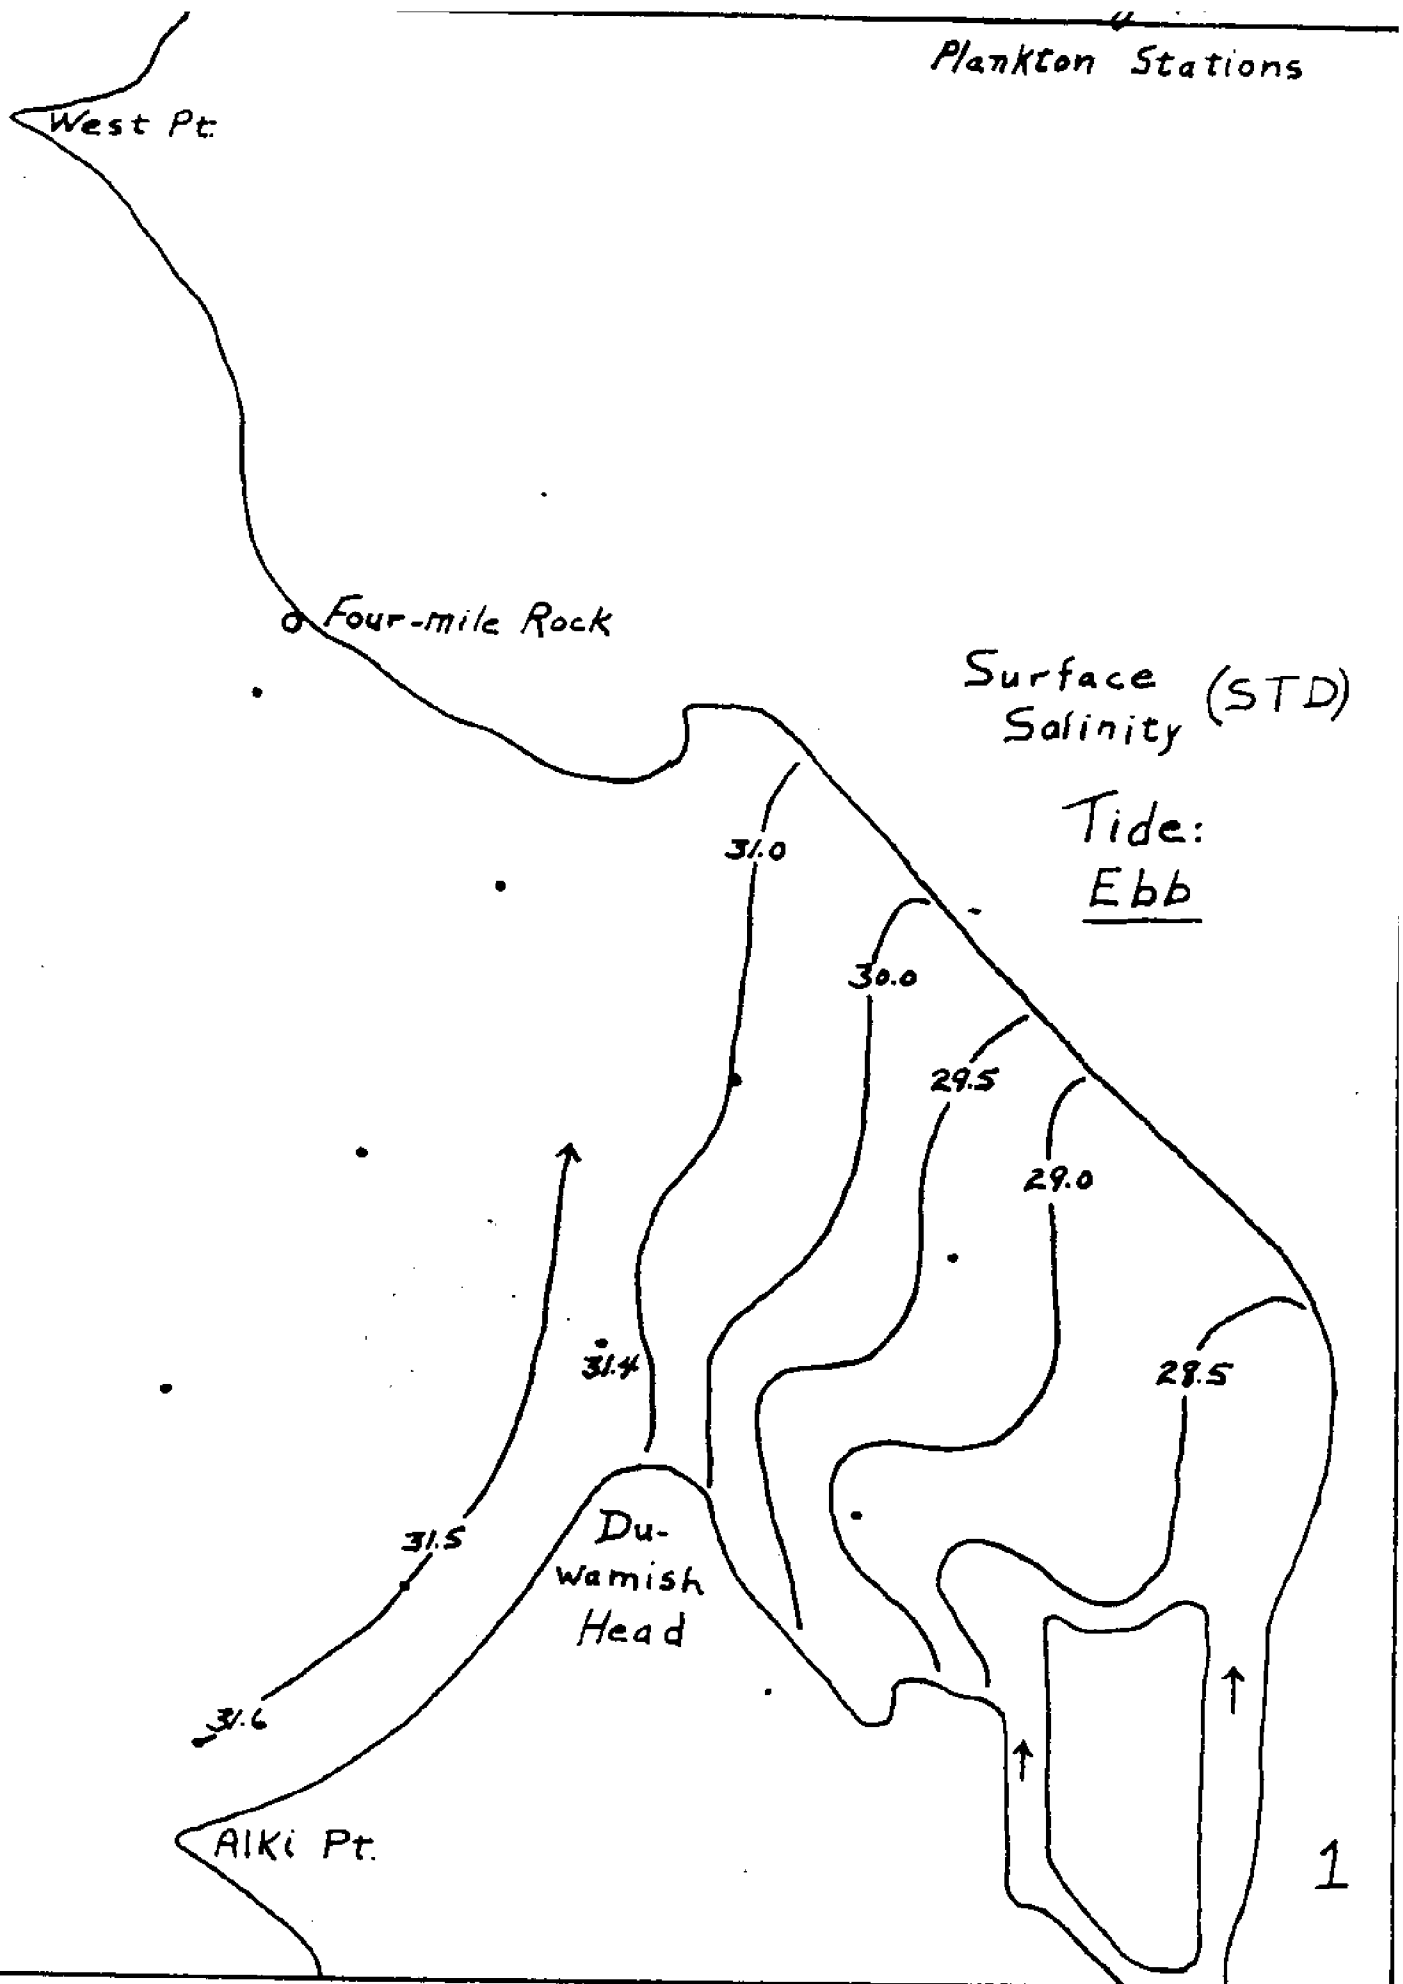 Plankton Stations
West Pt.
Four-mile Rock
Surface (STD)
Salinity
Tide:
Ebb
31.0
30.0
29.5
29.0
31.4
28.5
31.5
Du-
wamish
Head
31.6
Alki Pt.
1